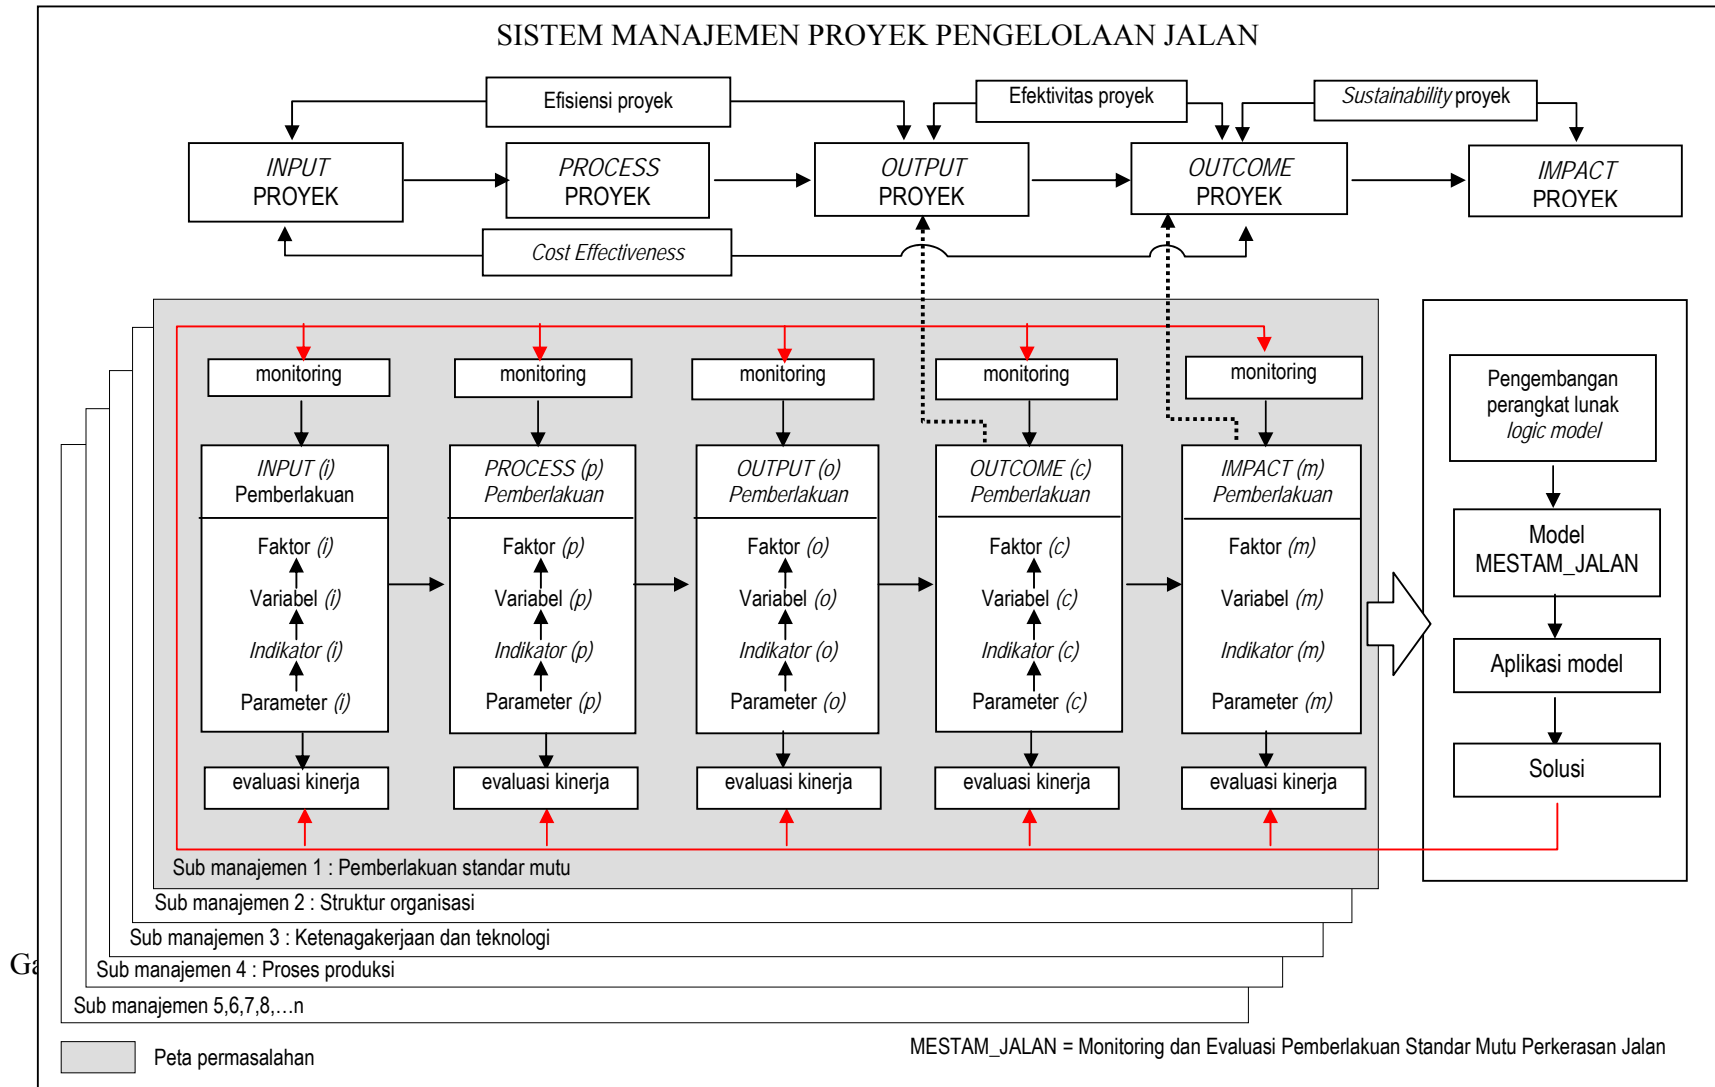 SISTEM MANAJEMEN PROYEK PENGELOLAAN JALAN
Efisiensi proyek
Efektivitas proyek
Sustainability proyek
INPUT
PROYEK
PROCESS
PROYEK
OUTPUT
PROYEK
OUTCOME
PROYEK
IMPACT
PROYEK
Cost Effectiveness
monitoring
monitoring
monitoring
monitoring
monitoring
INPUT (i)
Pemberlakuan
Faktor (i)
Variabel (i)
Indikator (i)
Parameter (i)
PROCESS (p)
Pemberlakuan
Faktor (p)
Variabel (p)
Indikator (p)
Parameter (p)
OUTPUT (o)
Pemberlakuan
Faktor (o)
Variabel (o)
Indikator (o)
Parameter (o)
OUTCOME (c)
Pemberlakuan
Faktor (c)
Variabel (c)
Indikator (c)
Parameter (c)
IMPACT (m)
Pemberlakuan
Faktor (m)
Variabel (m)
Indikator (m)
Parameter (m)
evaluasi kinerja
evaluasi kinerja
evaluasi kinerja
evaluasi kinerja
evaluasi kinerja
Pengembangan
perangkat lunak
logic model
Model
MESTAM_JALAN
Aplikasi model
Solusi
Sub manajemen 1 : Pemberlakuan standar mutu
Sub manajemen 2 : Struktur organisasi
Sub manajemen 3 : Ketenagakerjaan dan teknologi
Sub manajemen 4 : Proses produksi
Sub manajemen 5,6,7,8,…n
Peta permasalahan
MESTAM_JALAN = Monitoring dan Evaluasi Pemberlakuan Standar Mutu Perkerasan Jalan